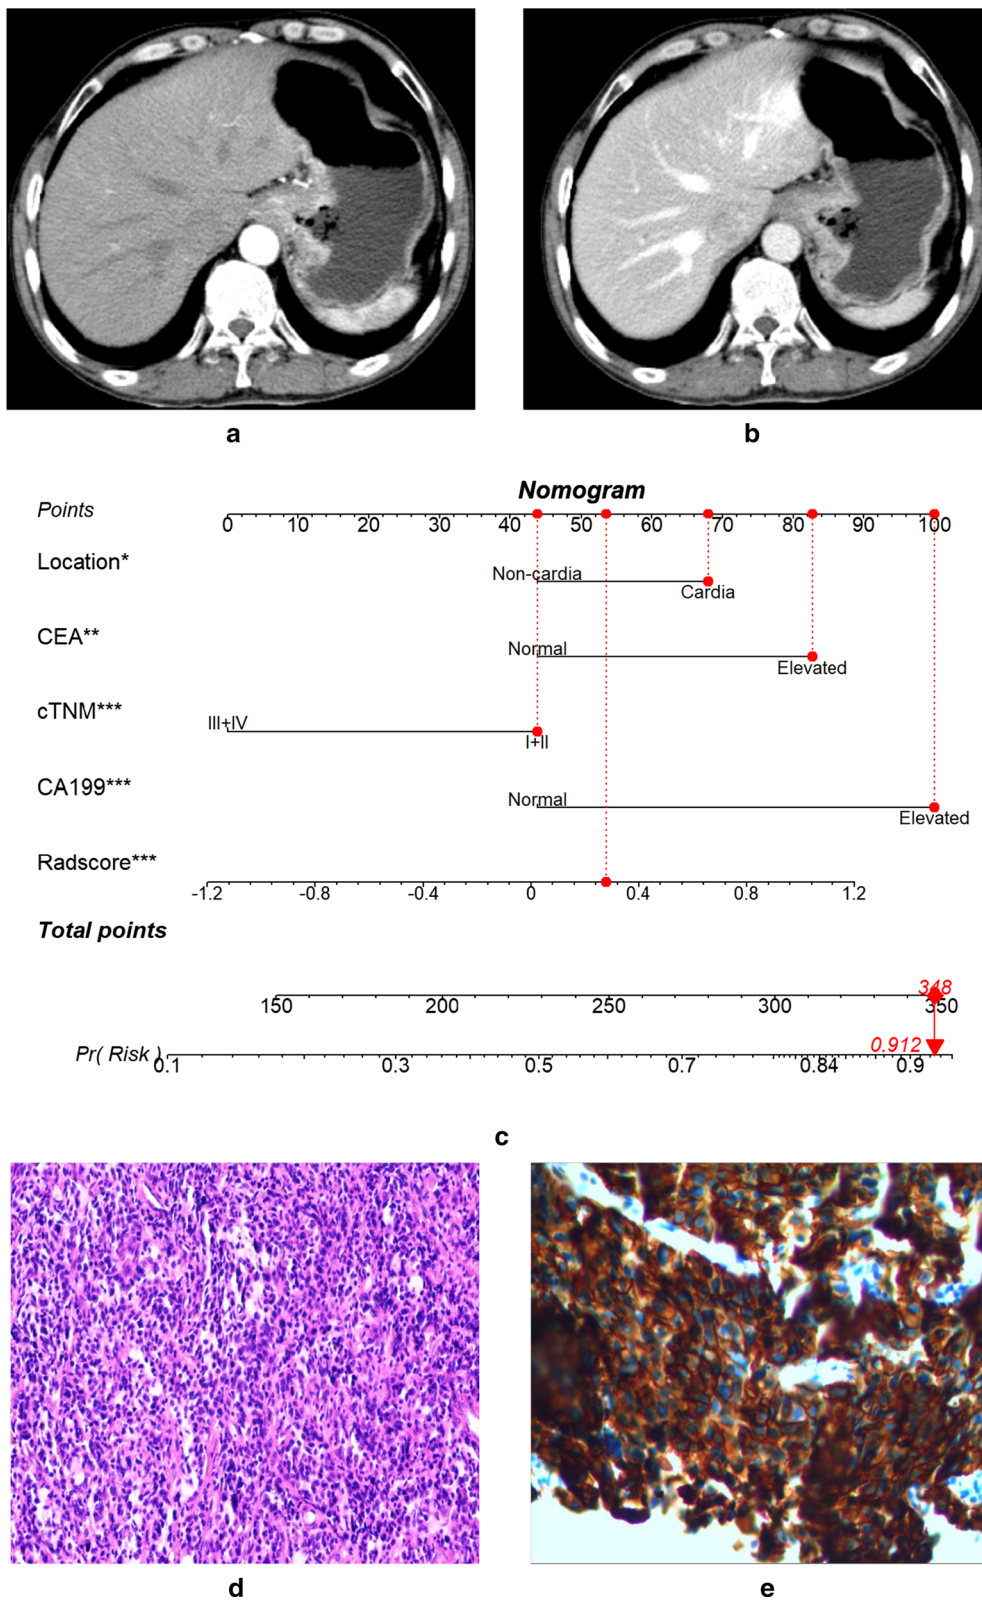 a
b
Nomogram
Points
0 10 20 30 40 50 60 70 80 90 100
Location*
Non-cardia
Cardia
CEA**
Normal
Elevated
cTNM***
III+IV
I+II
CA199***
Normal
Elevated
Radscore***
-1.2 -0.8 -0.4 0 0.4 0.8 1.2
Total points
348
150 200 250 300 350
Pr( Risk )
0.912
0.1 0.3 0.5 0.7 0.84 0.9
c
d
e